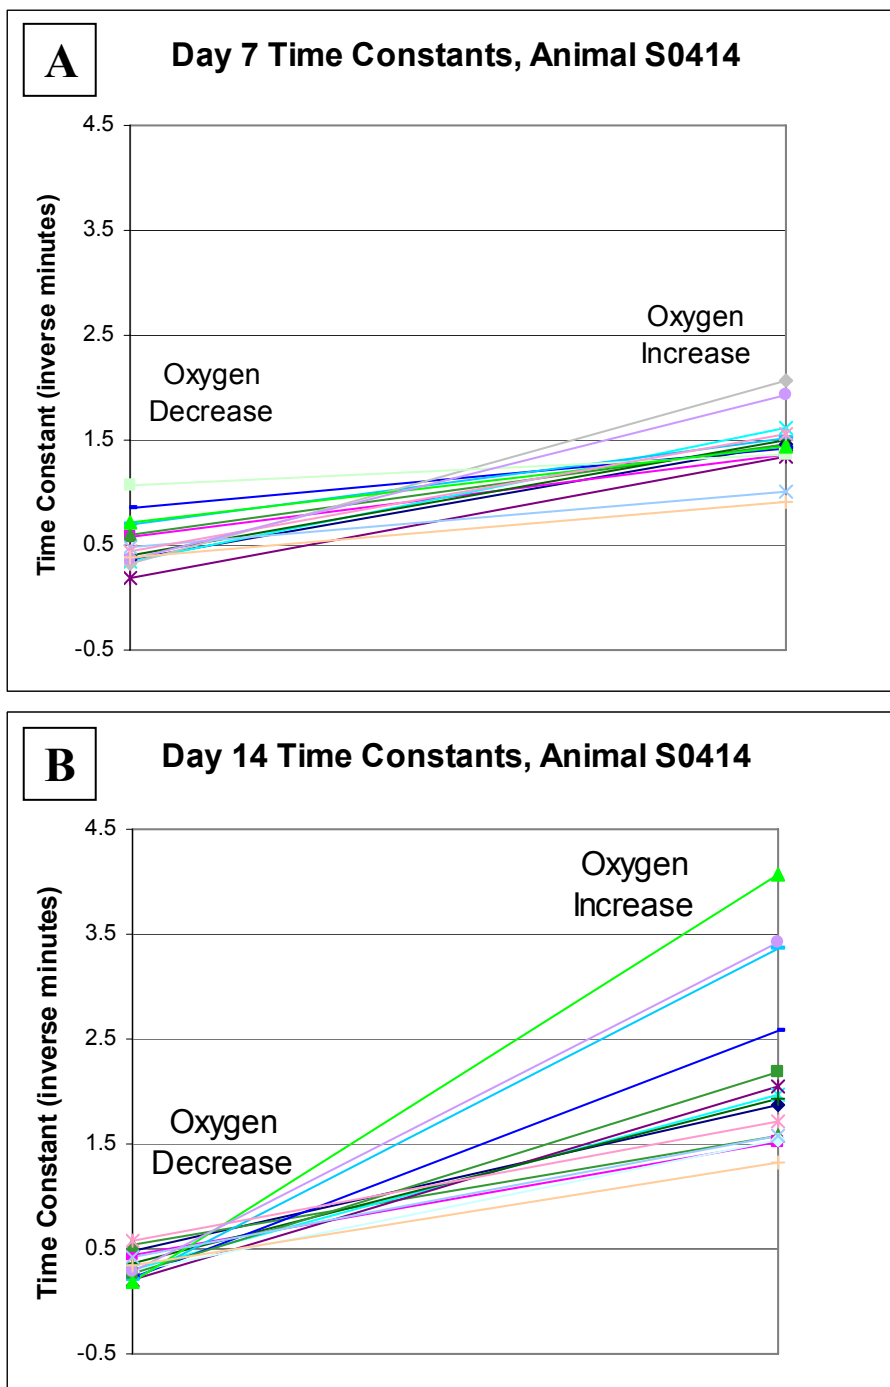 A
Day 7 Time Constants, Animal S0414
Time Constant (inverse minutes)
4.5
3.5
2.5
1.5
0.5
-0.5
Oxygen
Decrease
Oxygen
Increase
B
Day 14 Time Constants, Animal S0414
Time Constant (inverse minutes)
4.5
3.5
2.5
1.5
0.5
-0.5
Oxygen
Decrease
Oxygen
Increase